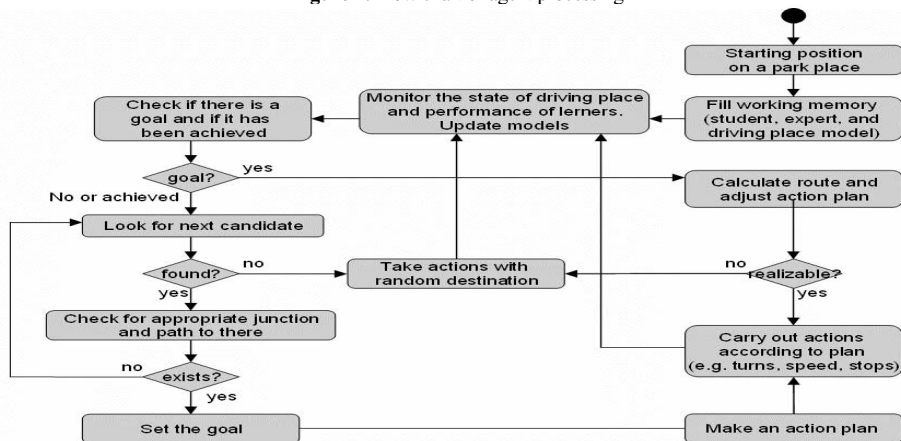 Starting position
on a park place
Fill working memory
(student, expert, and
driving place model)
Monitor the state of driving place
and performance of lerners.
Update models
Check if there is a
goal and if it has
been achieved
goal?
yes
No or achieved
Calculate route and
adjust action plan
Look for next candidate
found?
no
yes
Take actions with
random destination
no
realizable?
yes
Check for appropriate junction
and path to there
Carry out actions
according to plan
(e.g. turns, speed, stops)
no
exists?
yes
Set the goal
Make an action plan